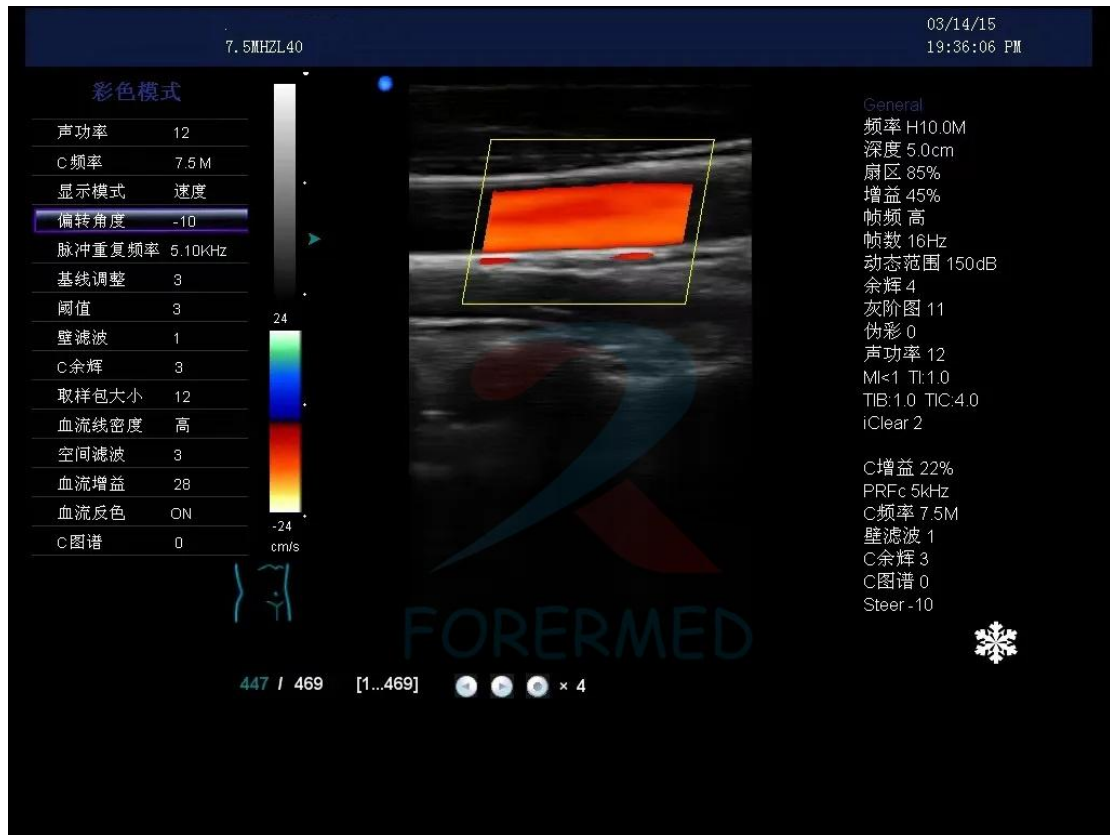 03/14/15
7.5MHZL40
19:36:06 PM
彩色模式
声功率 12
C频率 7.5 M
显示模式 速度
偏转角度 -10
脉冲重复频率 5.10KHz
基线调整 3
阈值 3
壁滤波 1
C余辉 3
取样包大小 12
血流线密度 高
空间滤波 3
血流增益 28
血流反色 ON
C图谱 0
24
-24
cm/s
General
频率 H10.0M
深度 5.0cm
扇区 85%
增益 45%
帧频 高
帧数 16Hz
动态范围 150dB
余辉 4
灰阶图 11
伪彩 0
声功率 12
MI<1 TI:1.0
TIB:1.0 TIC:4.0
iClear 2
C增益 22%
PRFc 5kHz
C频率 7.5M
壁滤波 1
C余辉 3
C图谱 0
Steer -10
FORERMED
447 / 469 [1...469] × 4